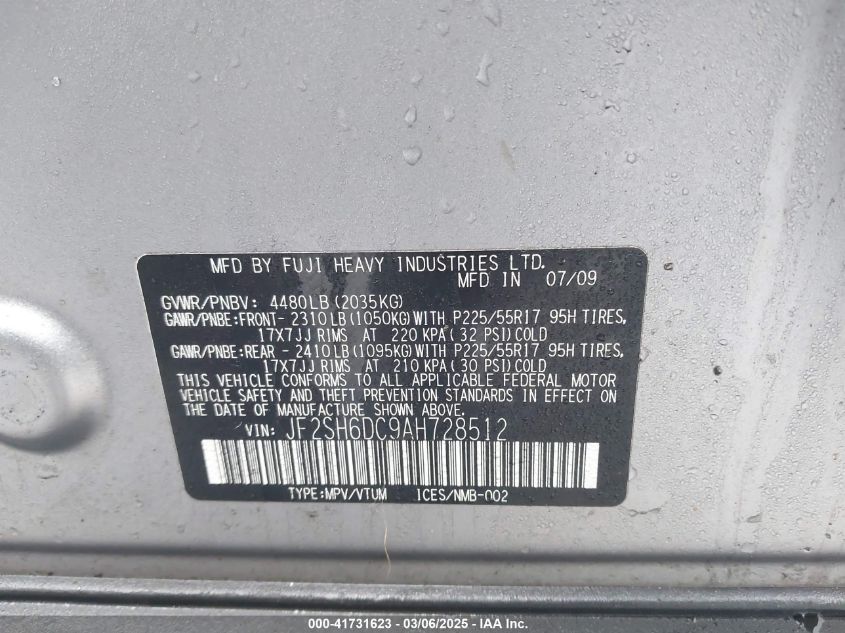 MFD BY FUJI HEAVY INDUSTRIES LTD.
MFD IN 07/09
GVWR/PNBV: 4480LB(2035KG)
GAWR/PNBE:FRONT- 2310LB(1050KG)WITH P225/55R17 95H TIRES,
17X7JJ RIMS AT 220 KPA(32 PSI)COLD
GAWR/PNBE:REAR - 2410LB(1095KG)WITH P225/55R17 95H TIRES,
17X7JJ RIMS AT 210 KPA(30 PSI)COLD
THIS VEHICLE CONFORMS TO ALL APPLICABLE FEDERAL MOTOR
VEHICLE SAFETY AND THEFT PREVENTION STANDARDS IN EFFECT ON
THE DATE OF MANUFACTURE SHOWN ABOVE.
VIN: JF2SH6DC9AH728512
TYPE:MPV/VTUM ICES/NMB-002
000-41731623 - 03/06/2025 - IAA Inc.